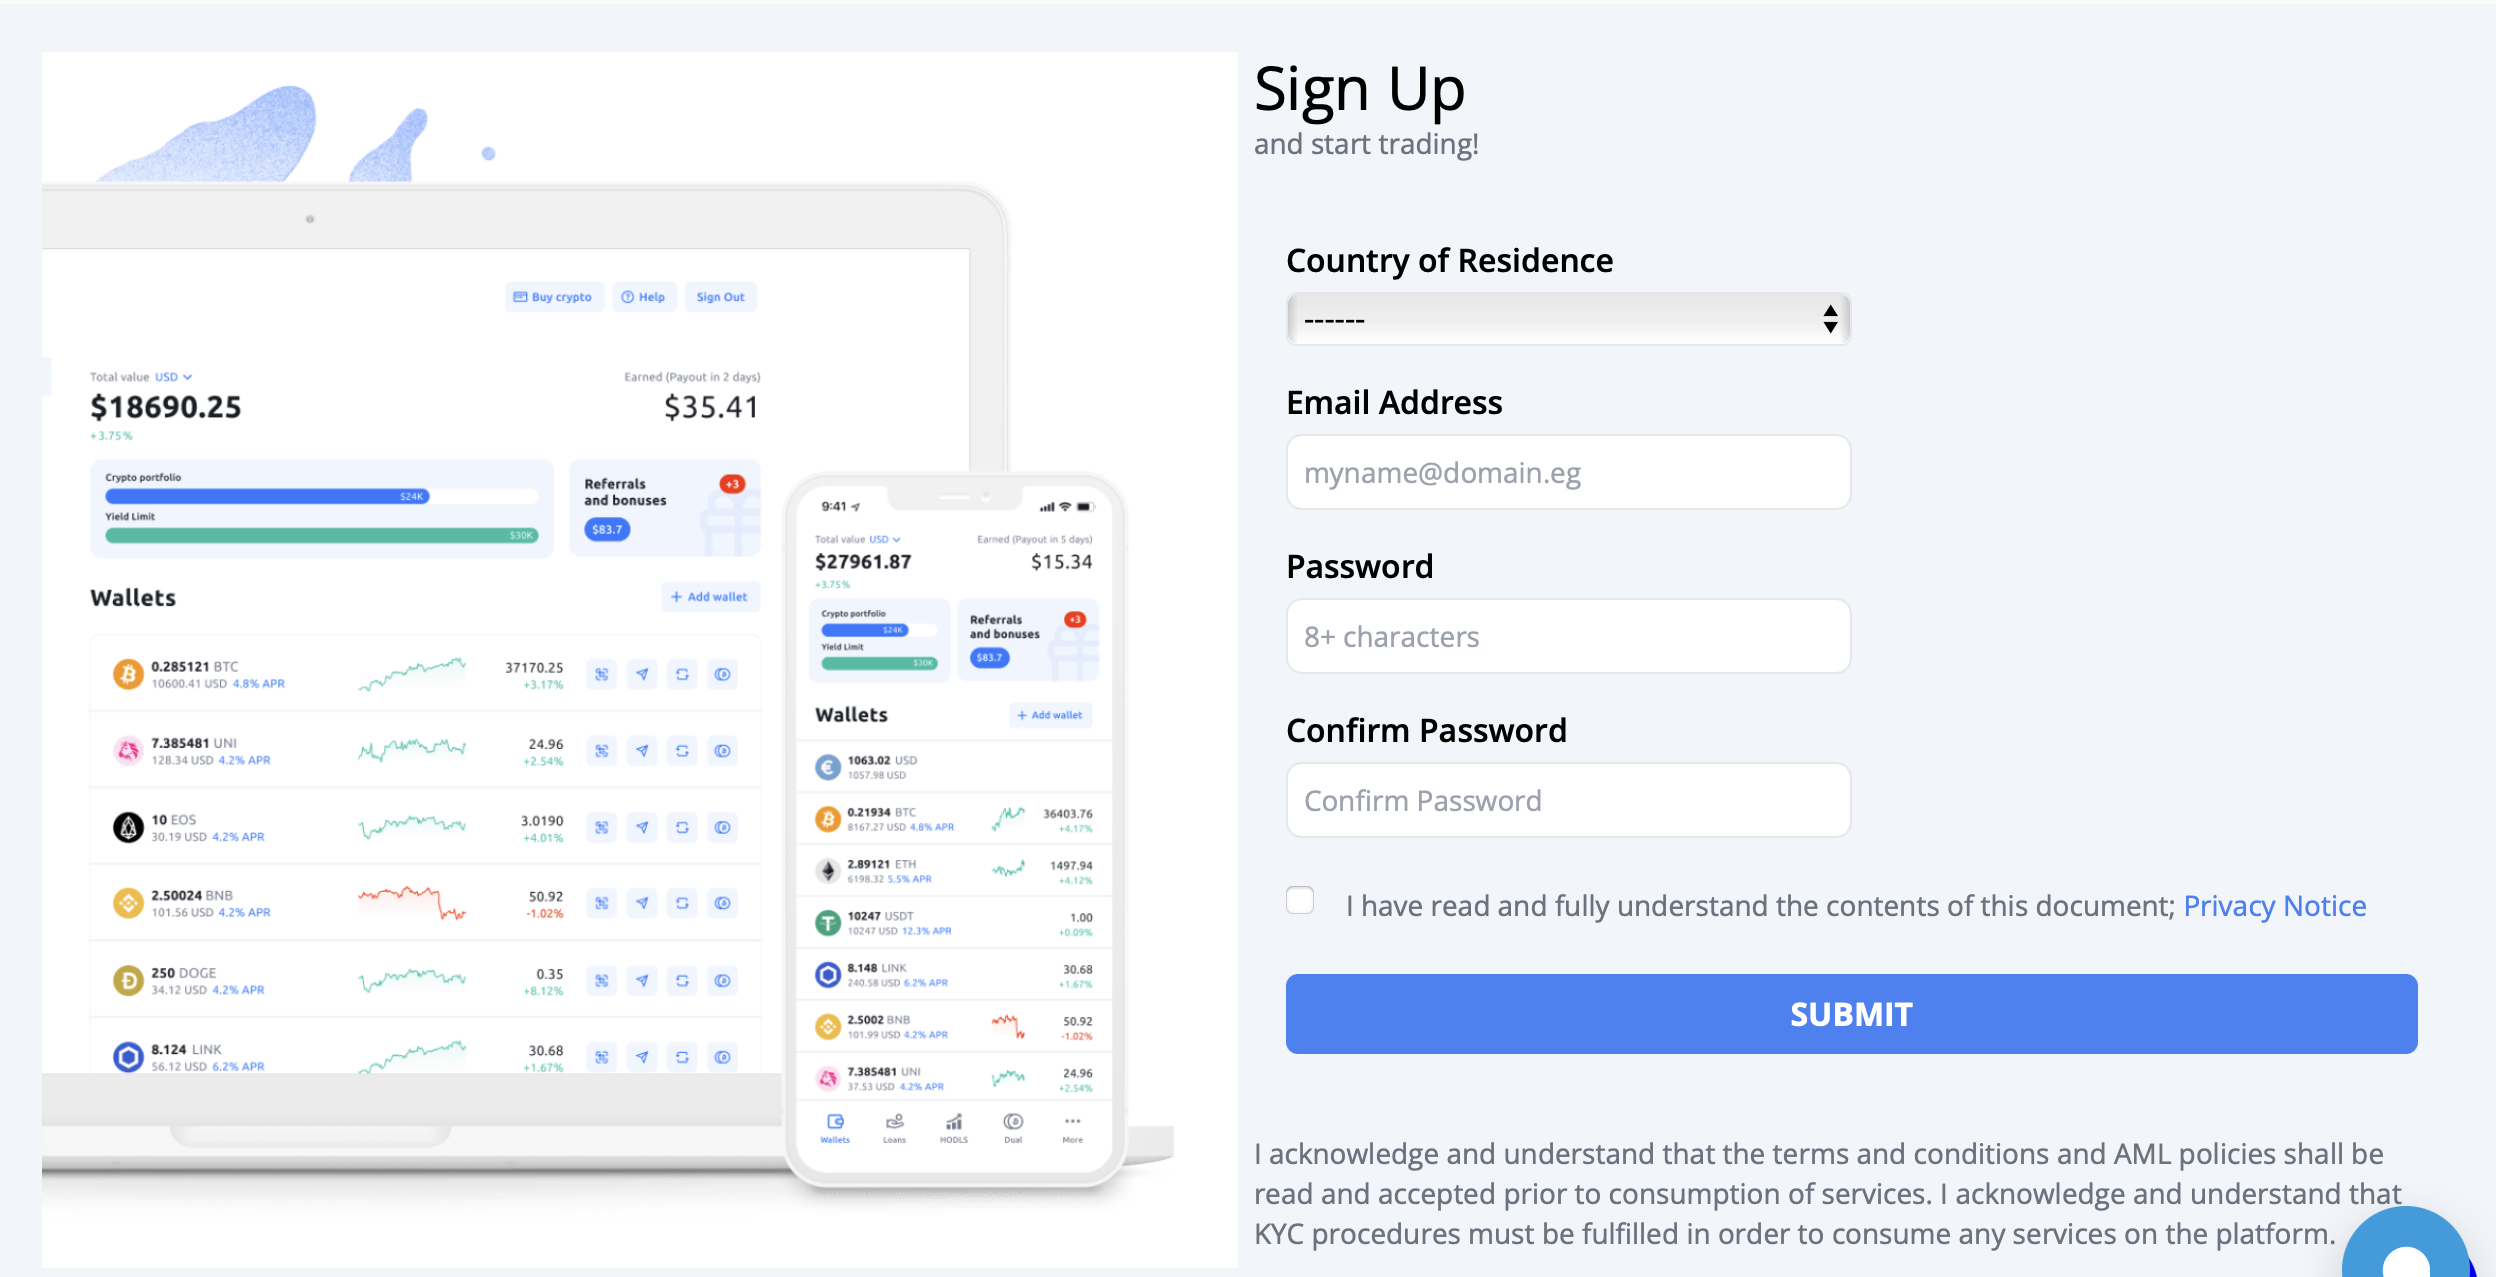 Sign Up
and start trading!
Country of Residence
------
Email Address
myname@domain.eg
Password
8+ characters
Confirm Password
Confirm Password
I have read and fully understand the contents of this document; Privacy Notice
SUBMIT
I acknowledge and understand that the terms and conditions and AML policies shall be
read and accepted prior to consumption of services. I acknowledge and understand that
KYC procedures must be fulfilled in order to consume any services on the platform.
Buy crypto Help Sign Out
Total value USD Earned (Payout in 2 days)
$18690.25 $35.41
+3.75%
Crypto portfolio
$24K
Yield Limit
$30K
Referrals +3
and bonuses
$83.7
Wallets + Add wallet
0.285121 BTC 37170.25
10600.41 USD 4.8% APR +3.17%
7.385481 UNI 24.96
128.34 USD 4.2% APR +2.54%
10 EOS 3.0190
30.19 USD 4.2% APR +4.01%
2.50024 BNB 50.92
101.56 USD 4.2% APR -1.02%
250 DOGE 0.35
34.12 USD 4.2% APR +8.12%
8.124 LINK 30.68
56.12 USD 6.2% APR +1.67%
9:41
Total value USD Earned (Payout in 5 days)
$27961.87 $15.34
+3.75%
Crypto portfolio
$24K
Yield Limit
$30K
Referrals +3
and bonuses
$83.7
Wallets + Add wallet
1063.02 USD
1057.98 USD
0.21934 BTC 36403.76
8167.27 USD 4.8% APR +4.17%
2.89121 ETH 1497.94
6198.32 5.5% APR +4.12%
10247 USDT 1.00
10247 USD 12.3% APR +0.09%
8.148 LINK 30.68
240.58 USD 6.2% APR +1.67%
2.5002 BNB 50.92
101.99 USD 4.2% APR -1.02%
7.385481 UNI 24.96
37.53 USD 4.2% APR +2.54%
Wallets Loans HODLS Dual More